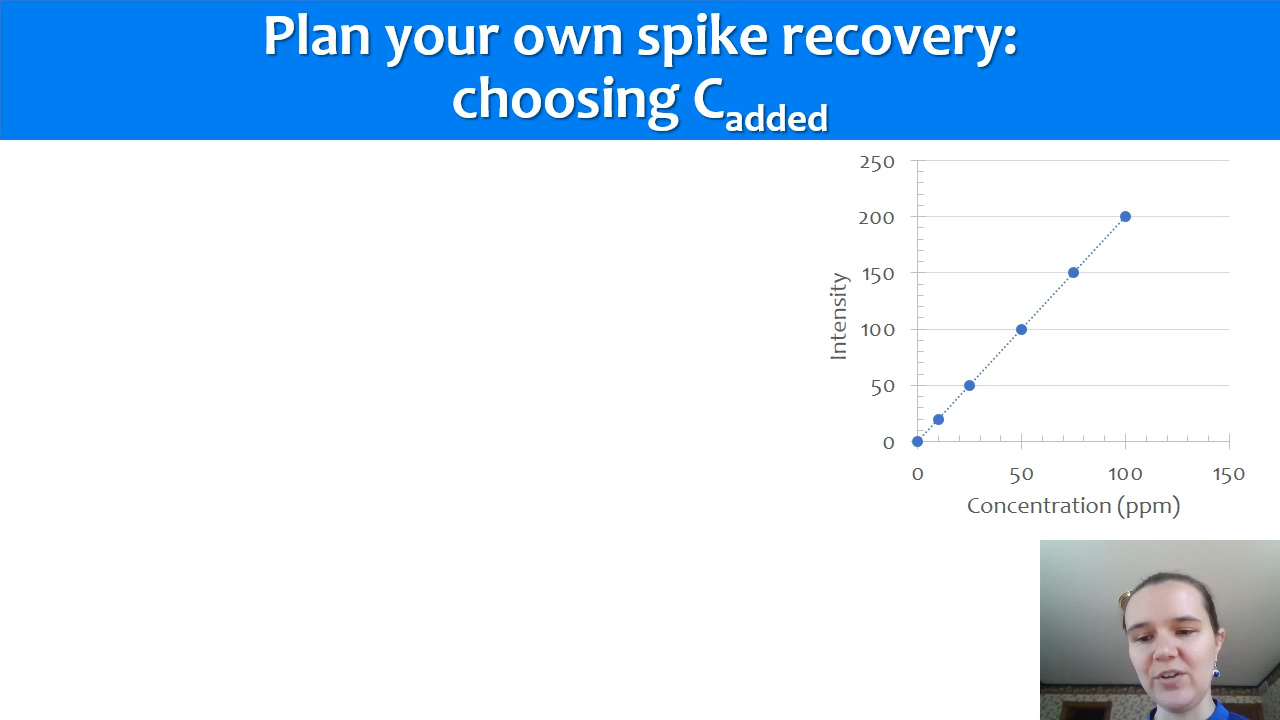 Plan your own spike recovery:
choosing Cadded
250
200
150
100
50
0
Intensity
0 50 100 150
Concentration (ppm)